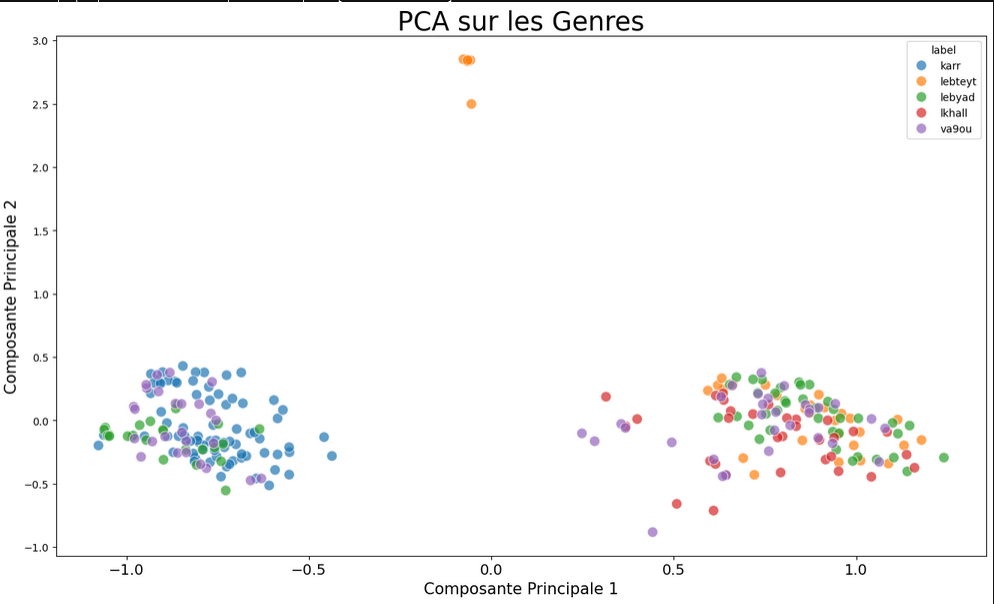 PCA sur les Genres
3.0
2.5
2.0
1.5
1.0
0.5
0.0
−0.5
−1.0
Composante Principale 2
label
karr
lebteyt
lebyad
lkhall
va9ou
−1.0
−0.5
0.0
0.5
1.0
Composante Principale 1